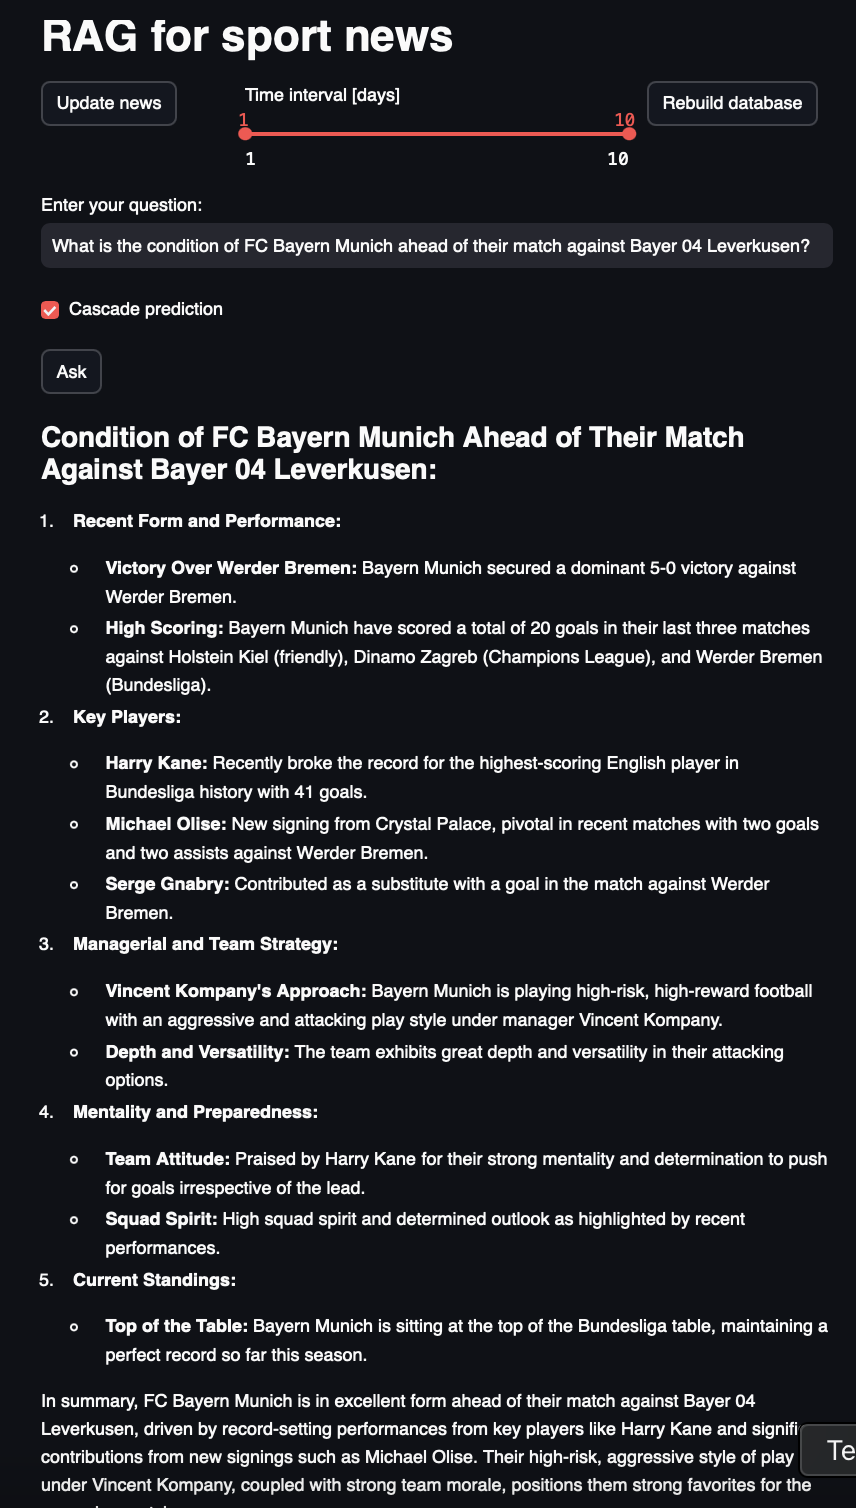 RAG for sport news
Update news
Time interval [days]
1
10
1
10
Rebuild database
Enter your question:
What is the condition of FC Bayern Munich ahead of their match against Bayer 04 Leverkusen?
Cascade prediction
Ask
Condition of FC Bayern Munich Ahead of Their Match
Against Bayer 04 Leverkusen:
1. Recent Form and Performance:
Victory Over Werder Bremen: Bayern Munich secured a dominant 5-0 victory against
Werder Bremen.
High Scoring: Bayern Munich have scored a total of 20 goals in their last three matches
against Holstein Kiel (friendly), Dinamo Zagreb (Champions League), and Werder Bremen
(Bundesliga).
2. Key Players:
Harry Kane: Recently broke the record for the highest-scoring English player in
Bundesliga history with 41 goals.
Michael Olise: New signing from Crystal Palace, pivotal in recent matches with two goals
and two assists against Werder Bremen.
Serge Gnabry: Contributed as a substitute with a goal in the match against Werder
Bremen.
3. Managerial and Team Strategy:
Vincent Kompany's Approach: Bayern Munich is playing high-risk, high-reward football
with an aggressive and attacking play style under manager Vincent Kompany.
Depth and Versatility: The team exhibits great depth and versatility in their attacking
options.
4. Mentality and Preparedness:
Team Attitude: Praised by Harry Kane for their strong mentality and determination to push
for goals irrespective of the lead.
Squad Spirit: High squad spirit and determined outlook as highlighted by recent
performances.
5. Current Standings:
Top of the Table: Bayern Munich is sitting at the top of the Bundesliga table, maintaining a
perfect record so far this season.
In summary, FC Bayern Munich is in excellent form ahead of their match against Bayer 04
Leverkusen, driven by record-setting performances from key players like Harry Kane and signifi
contributions from new signings such as Michael Olise. Their high-risk, aggressive style of play
Te
under Vincent Kompany, coupled with strong team morale, positions them strong favorites for the